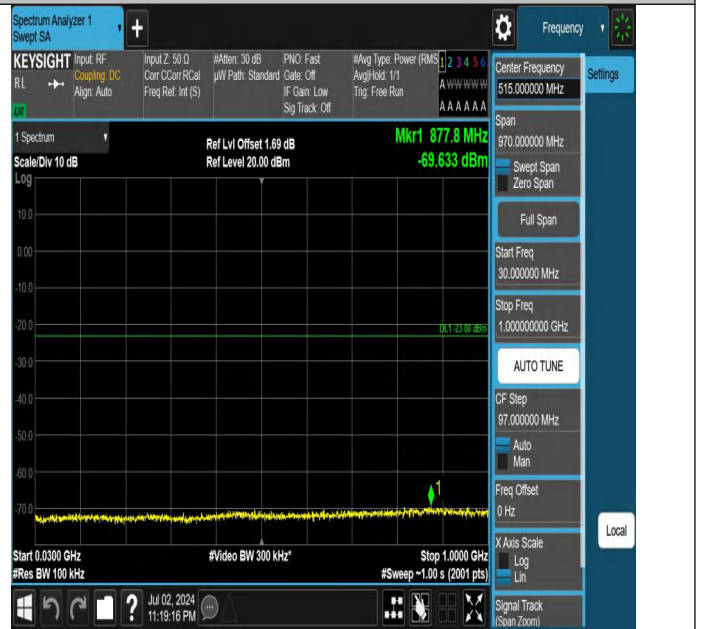 Spectrum Analyzer 1
Swept SA
Frequency
KEYSIGHT
RL
Input: RF
Coupling: DC
Align: Auto
Input Z: 50 Ω
Corr CCorr RCal
Freq Ref: Int (S)
#Atten: 30 dB
µW Path: Standard
PNO: Fast
Gate: Off
IF Gain: Low
Sig Track: Off
#Avg Type: Power (RMS
Avg|Hold: 1/1
Trig: Free Run
1 2 3 4 5 6
A W W W W W
A A A A A A
1 Spectrum
Scale/Div 10 dB
Ref Lvl Offset 1.69 dB
Ref Level 20.00 dBm
Mkr1 877.8 MHz
-69.633 dBm
Log
10.0
0.00
-10.0
-20.0
DL1 -23.00 dBm
-30.0
-40.0
-50.0
-60.0
1
-70.0
Start 0.0300 GHz
#Res BW 100 kHz
#Video BW 300 kHz*
Stop 1.0000 GHz
#Sweep ~1.00 s (2001 pts)
Jul 02, 2024
11:19:16 PM
Center Frequency
515.000000 MHz
Settings
Span
970.000000 MHz
Swept Span
Zero Span
Full Span
Start Freq
30.000000 MHz
Stop Freq
1.000000000 GHz
AUTO TUNE
CF Step
97.000000 MHz
Auto
Man
Freq Offset
0 Hz
Local
X Axis Scale
Log
Lin
Signal Track
(Span Zoom)